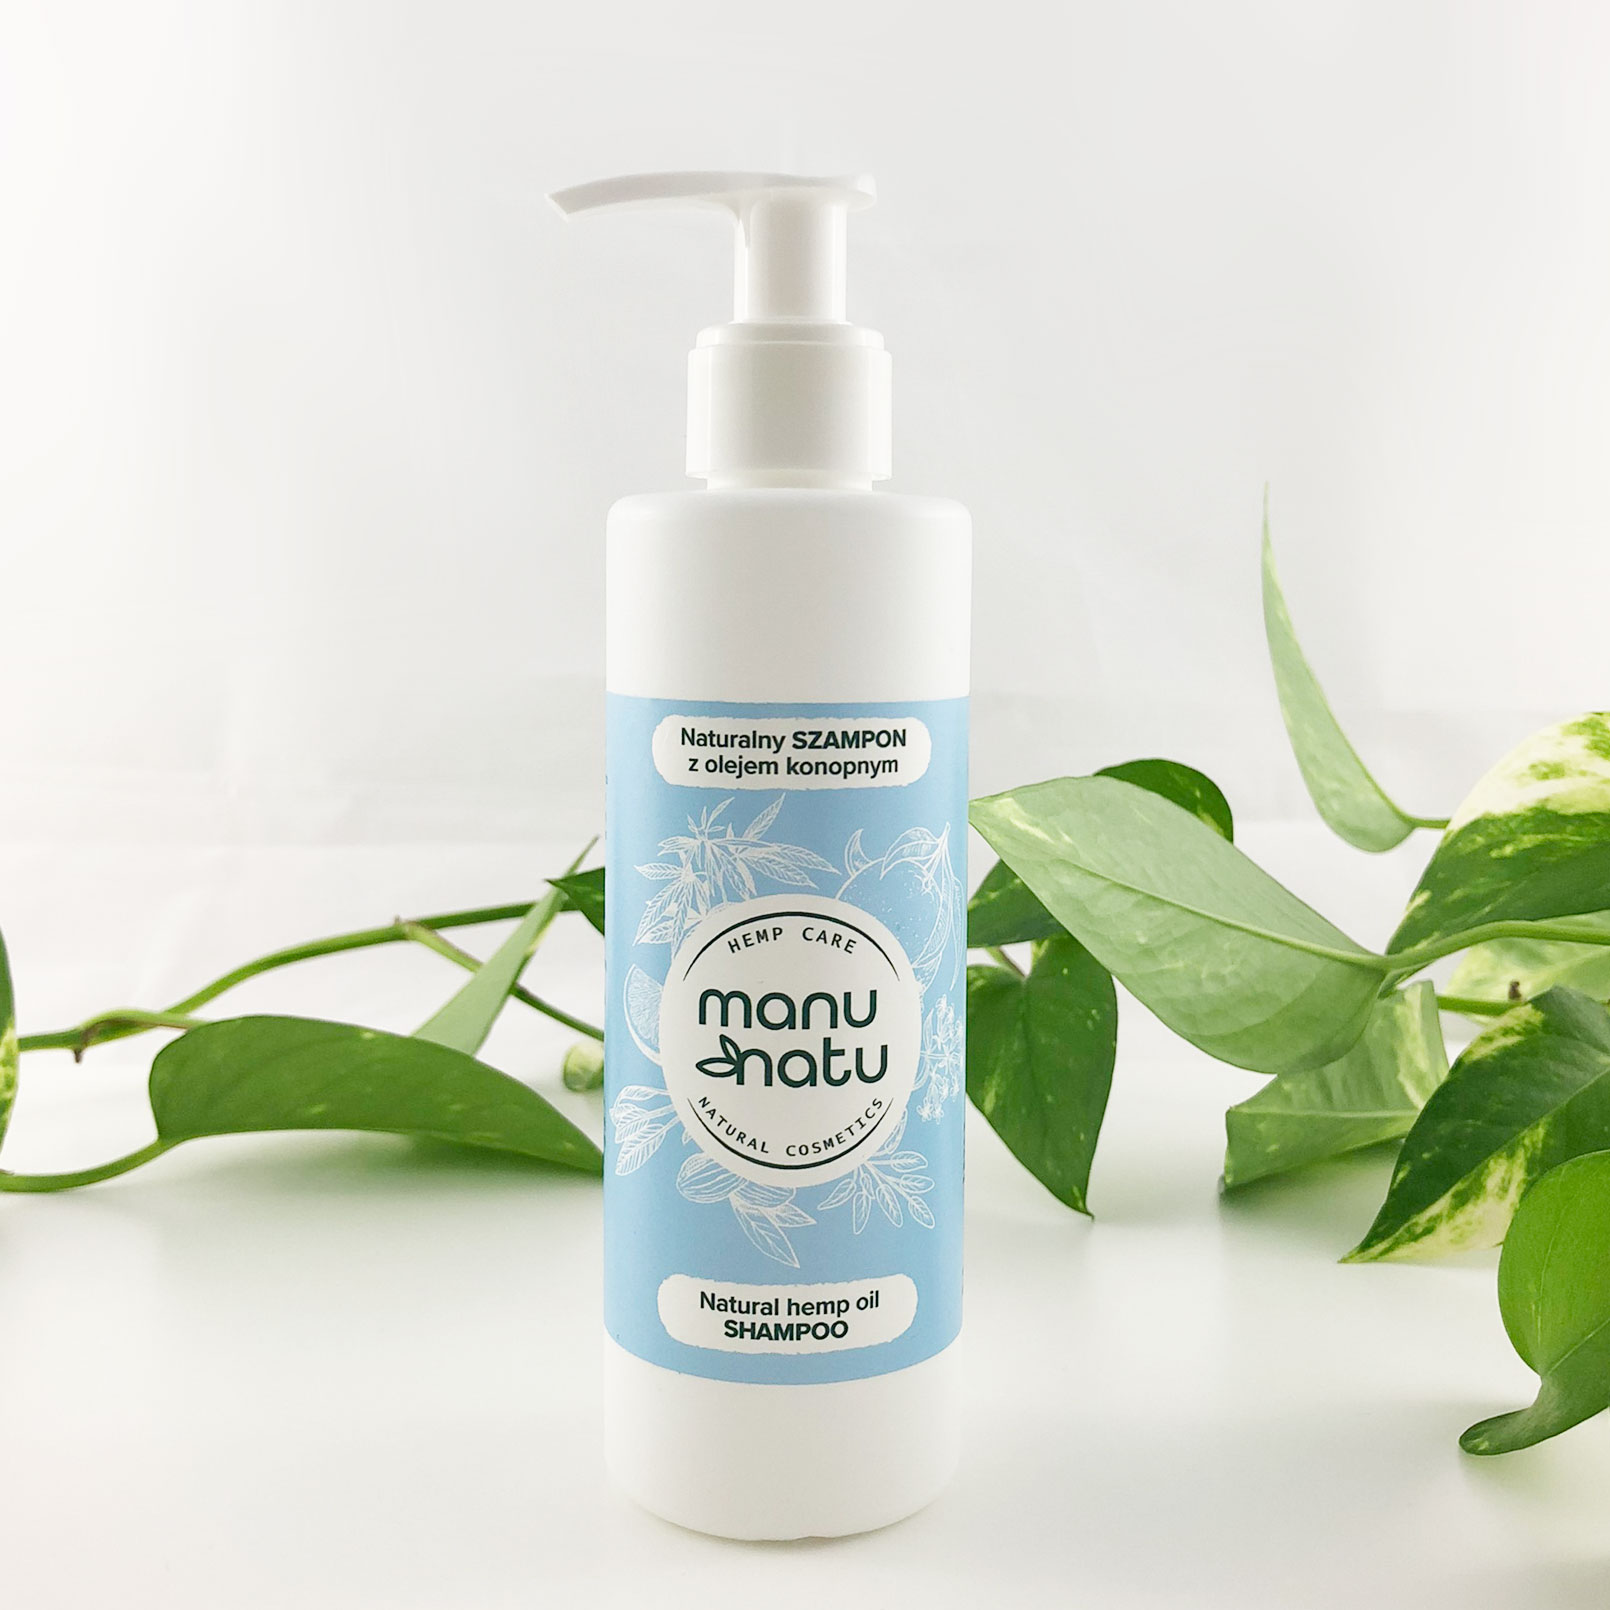 Naturalny SZAMPON
z olejem konopnym
HEMP CARE
manu
natu
NATURAL COSMETICS
Natural hemp oil
SHAMPOO